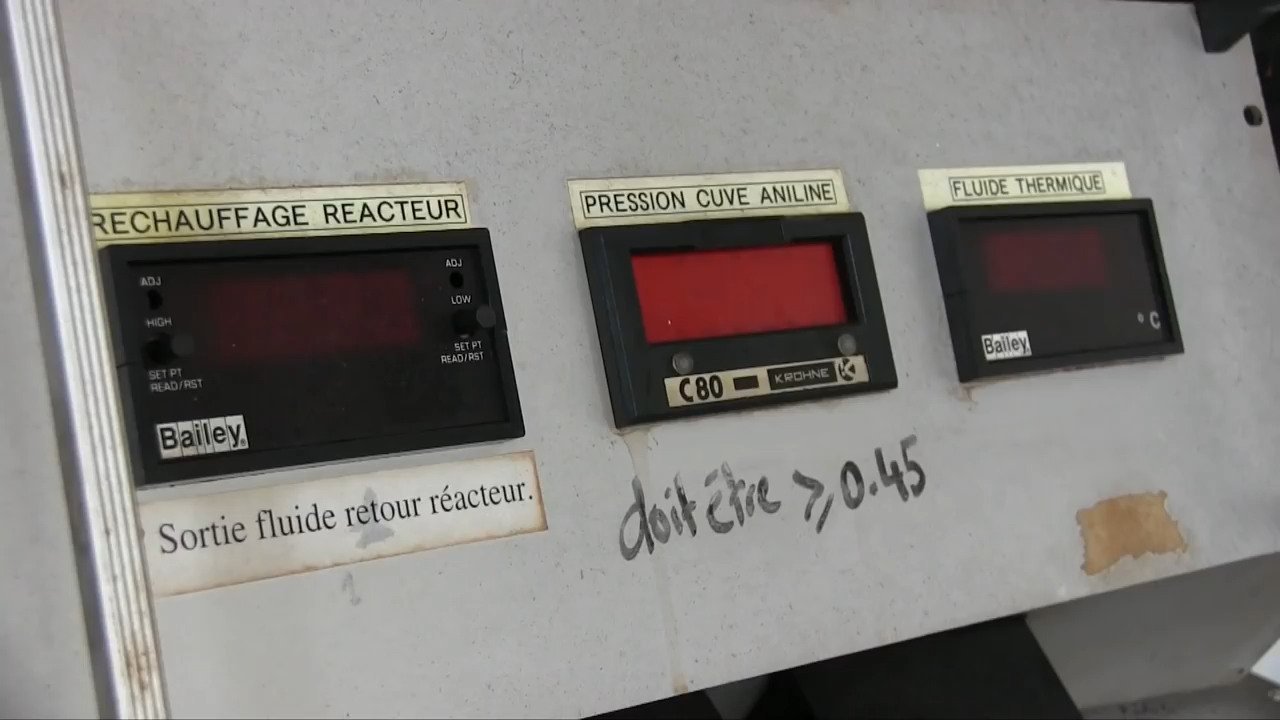 RECHAUFFAGE REACTEUR
ADJ
HIGH
SET PT
READ/RST
ADJ
LOW
SET PT
READ/RST
Bailey
Sortie fluide retour réacteur.
PRESSION CUVE ANILINE
C80 KROHNE
doit être ⩾ 0.45
FLUIDE THERMIQUE
°C
Bailey